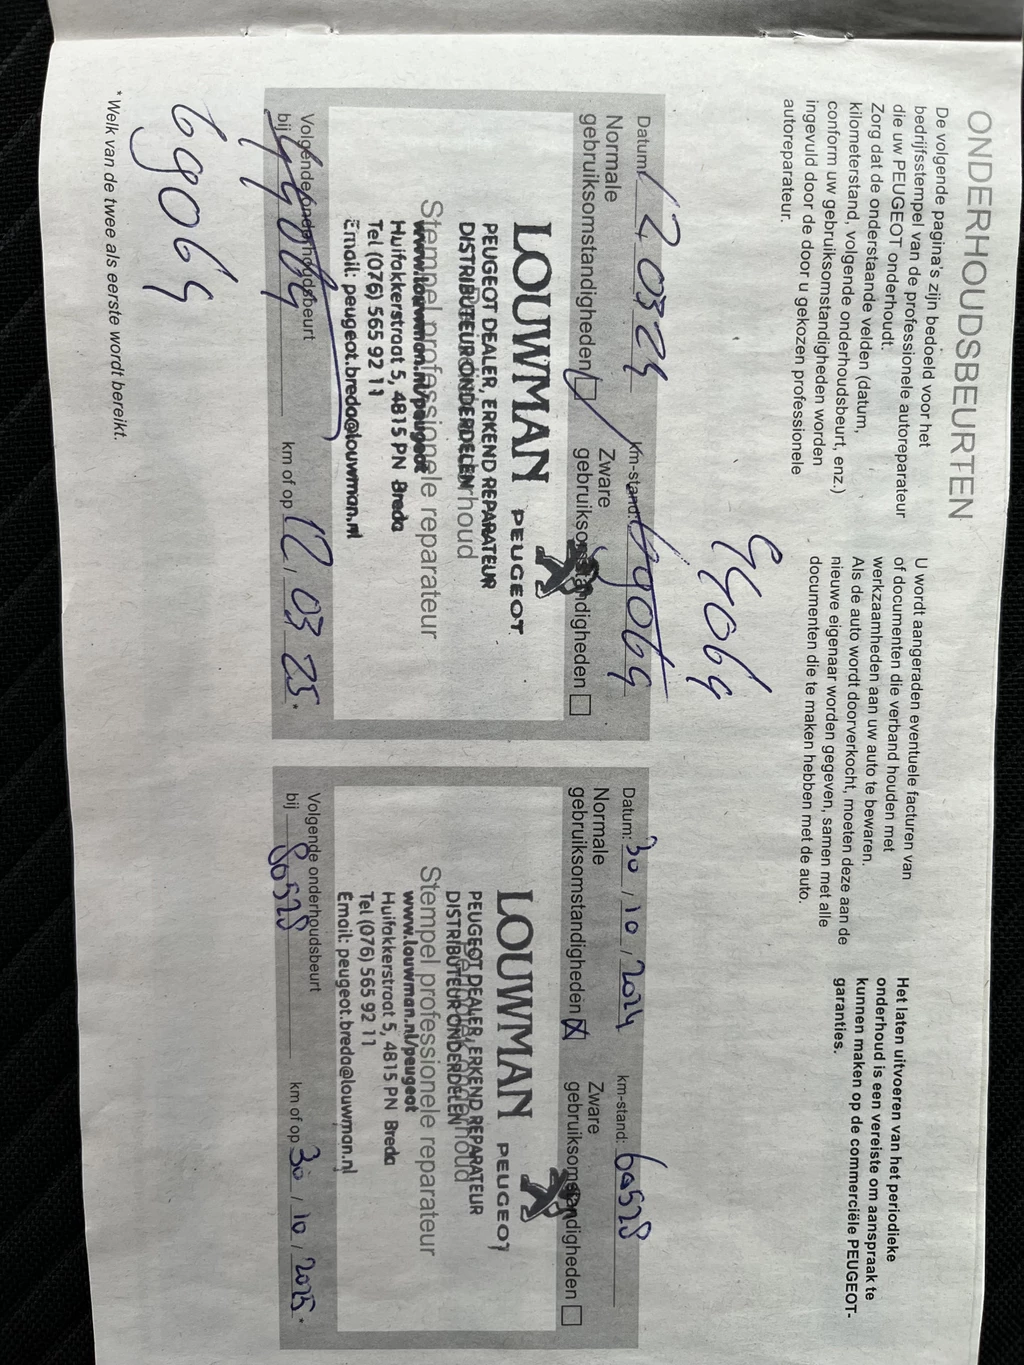 ONDERHOUDSBEURTEN
De volgende pagina's zijn bedoeld voor het
bedrijfsstempel van de professionele autoreparateur
die uw PEUGEOT onderhoudt.
Zorg dat de onderstaande velden (datum,
kilometerstand, volgende onderhoudsbeurt, enz.)
conform uw gebruiksomstandigheden worden
ingevuld door de door u gekozen professionele
autoreparateur.
U wordt aangeraden eventuele facturen van
of documenten die verband houden met
werkzaamheden aan uw auto te bewaren.
Als de auto wordt doorverkocht, moeten deze aan de
nieuwe eigenaar worden gegeven, samen met alle
documenten die te maken hebben met de auto.
Het laten uitvoeren van het periodieke
onderhoud is een vereiste om aanspraak te
kunnen maken op de commerciële PEUGEOT-
garanties.
49069
Datum: 12 03 24 km-stand:
Normale
gebruiksomstandigheden
Zware
gebruiksomstandigheden
LOUWMAN PEUGEOT
PEUGEOT DEALER, ERKEND REPARATEUR
DISTRIBUTEUR ONDERDELEN
Stempel professionele reparateur
www.louwman.nl/peugeot
Huifakkerstraat 5, 4815 PN Breda
Tel (076) 565 92 11
Email: peugeot.breda@louwman.nl
Volgende onderhoudsbeurt
bij km of op 12, 03 25.*
69069
* Welk van de twee als eerste wordt bereikt.
Datum: 30 / 10 / 2024 km-stand: 60528
Normale
gebruiksomstandigheden
Zware
gebruiksomstandigheden
LOUWMAN PEUGEOT
PEUGEOT DEALER, ERKEND REPARATEUR
DISTRIBUTEUR ONDERDELEN
Stempel professionele reparateur
www.louwman.nl/peugeot
Huifakkerstraat 5, 4815 PN Breda
Tel (076) 565 92 11
Email: peugeot.breda@louwman.nl
Volgende onderhoudsbeurt
bij 80528 km of op 30 / 10 / 2025 *